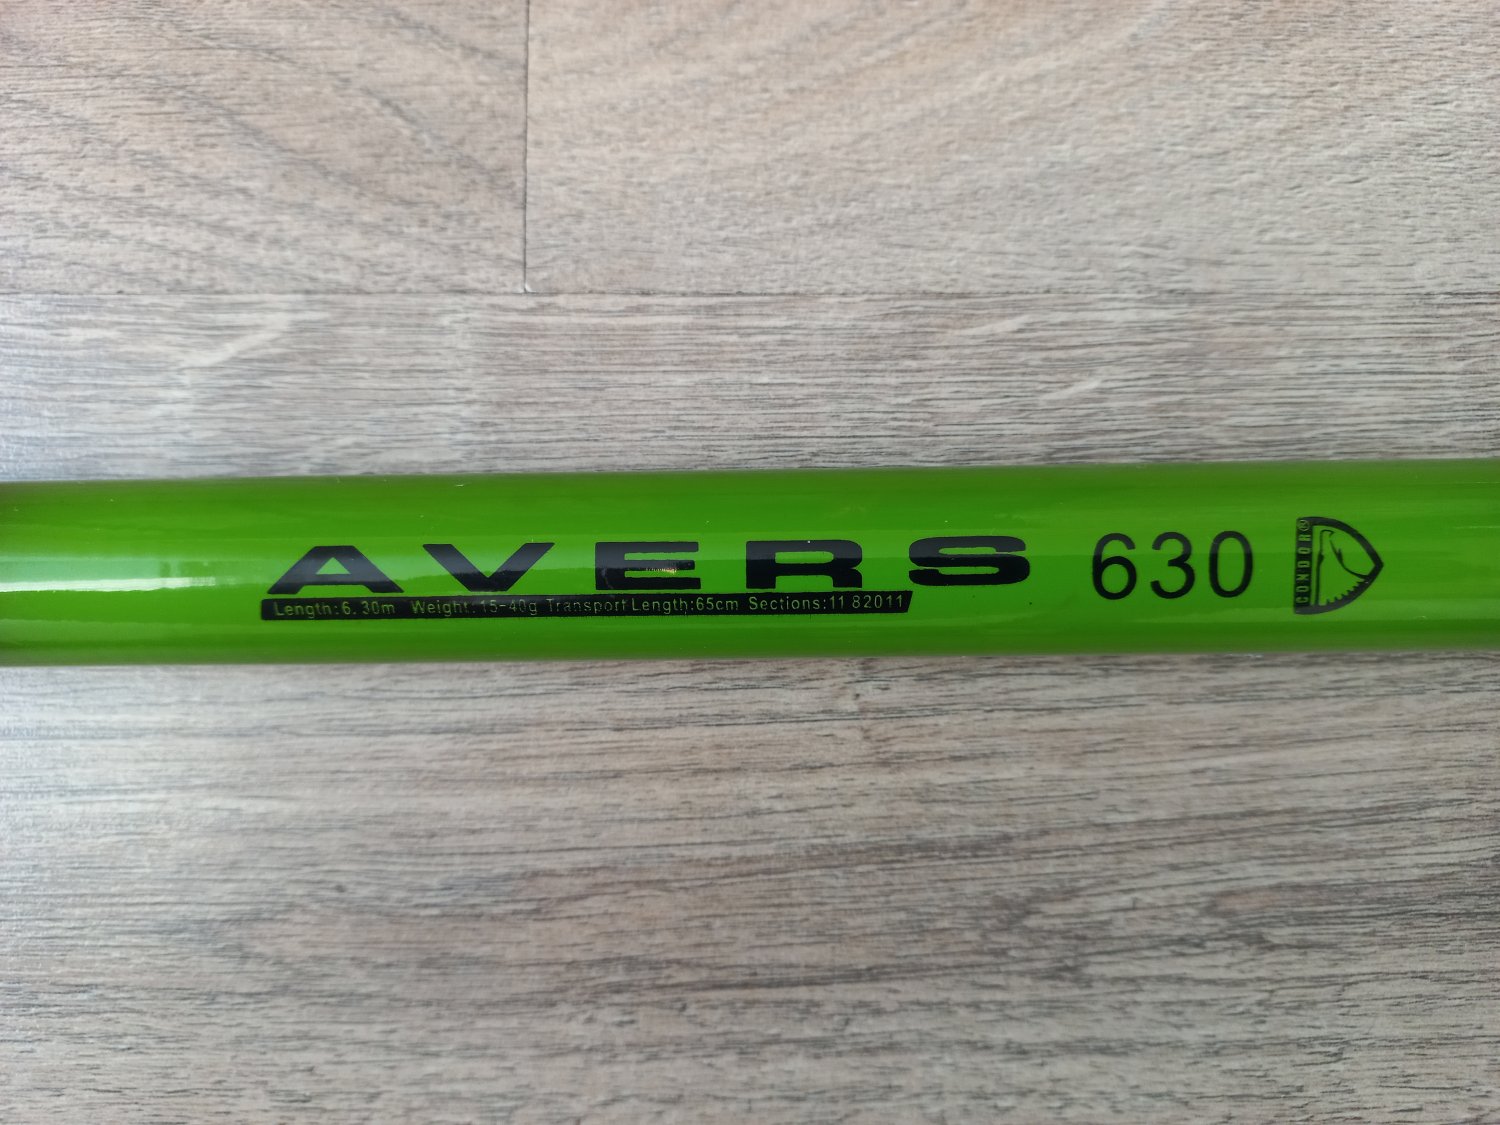 AVERS 630
Length:6.30m Weight:15-40g Transport Length:65cm Sections:11 82011
CONDOR®